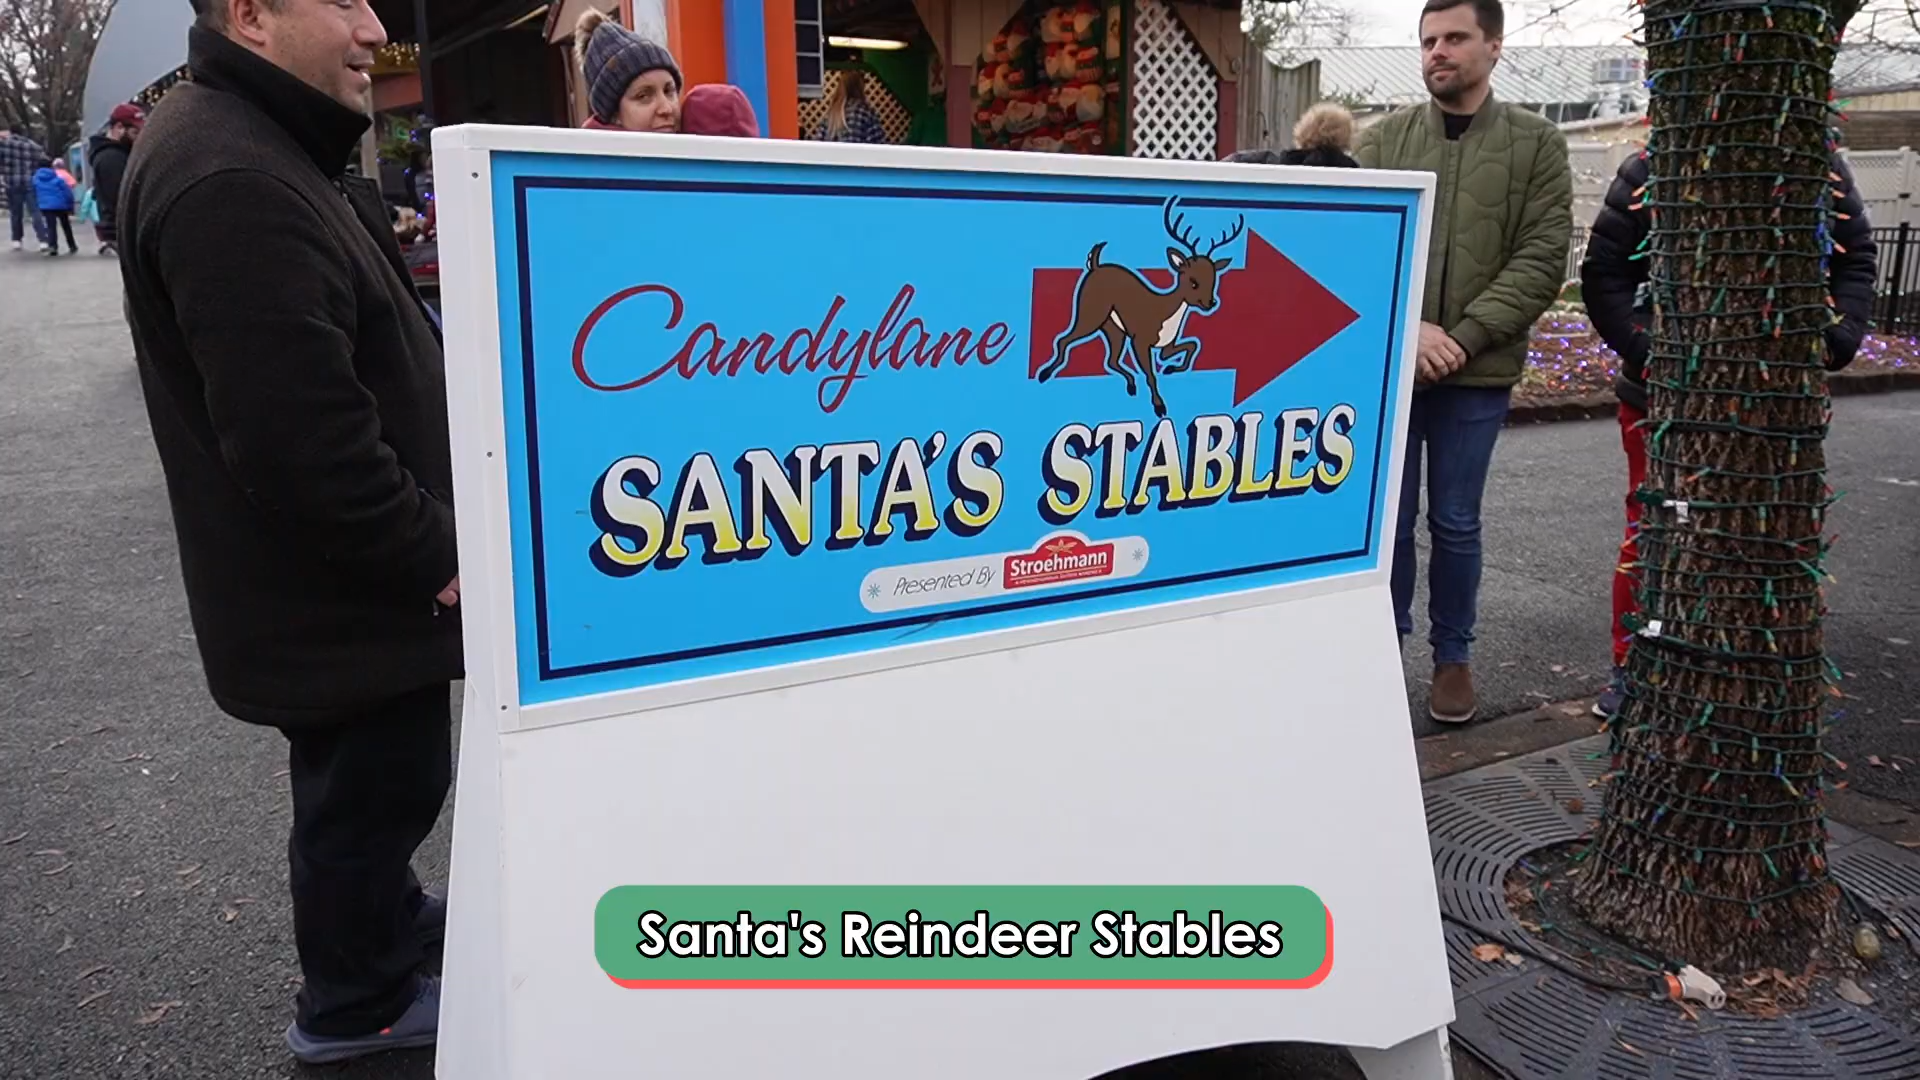 Candylane
SANTA'S STABLES
Presented By Stroehmann
Santa's Reindeer Stables